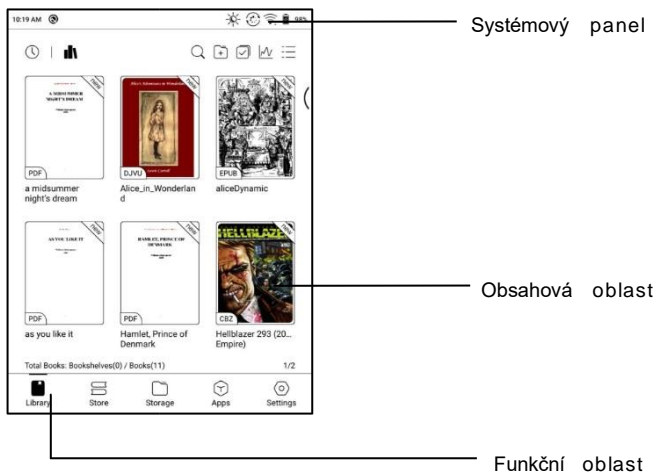 10:19 AM
98%
Systémový panel
new
A MIDSUMMER
NIGHT'S DREAM
PDF
a midsummer
night's dream
Alice's Adventures in Wonderland
Lewis Carroll
DJVU
Alice_in_Wonderlan
d
new
EPUB
aliceDynamic
new
AS YOU LIKE IT
PDF
as you like it
new
HAMLET, PRINCE OF
DENMARK
PDF
Hamlet, Prince of
Denmark
new
HELLBLAZER
CBZ
Hellblazer 293 (20...
Empire)
new
Obsahová oblast
Total Books: Bookshelves(0) / Books(11)
1/2
Library
Store
Storage
Apps
Settings
Funkční oblast